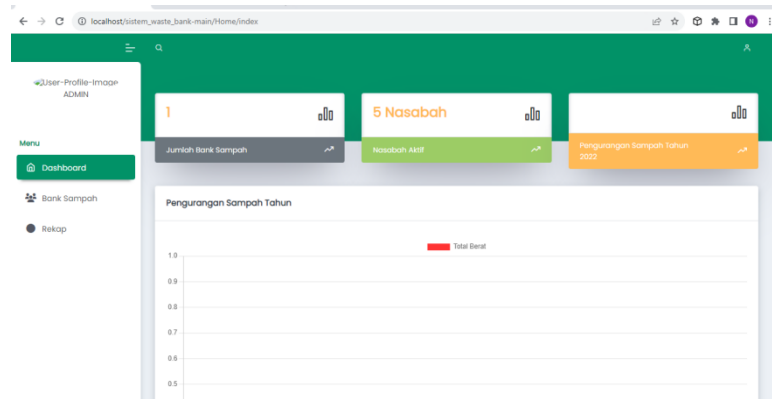 localhost/sistem_waste_bank-main/Home/index
N
User-Profile-Image
ADMIN
Menu
Dashboard
Bank Sampah
Rekap
1
Jumlah Bank Sampah
5 Nasabah
Nasabah Aktif
Pengurangan Sampah Tahun
2022
Pengurangan Sampah Tahun
Total Berat
1.0
0.9
0.8
0.7
0.6
0.5